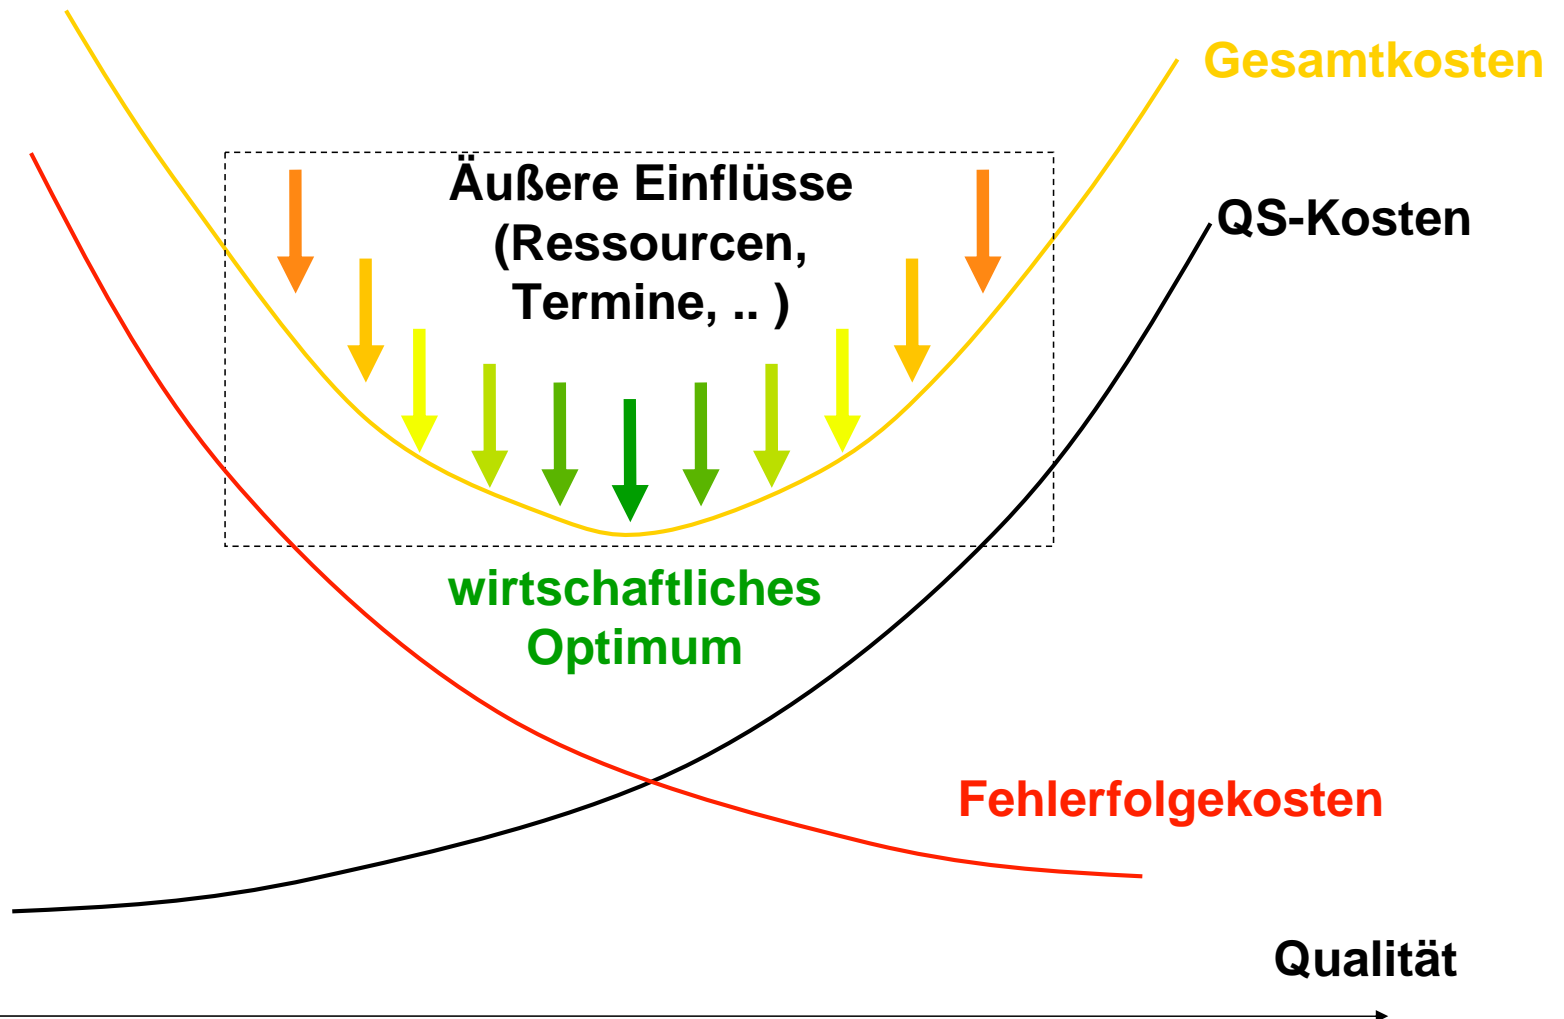 Gesamtkosten
Äußere Einflüsse
(Ressourcen,
Termine, .. )
QS-Kosten
wirtschaftliches
Optimum
Fehlerfolgekosten
Qualität